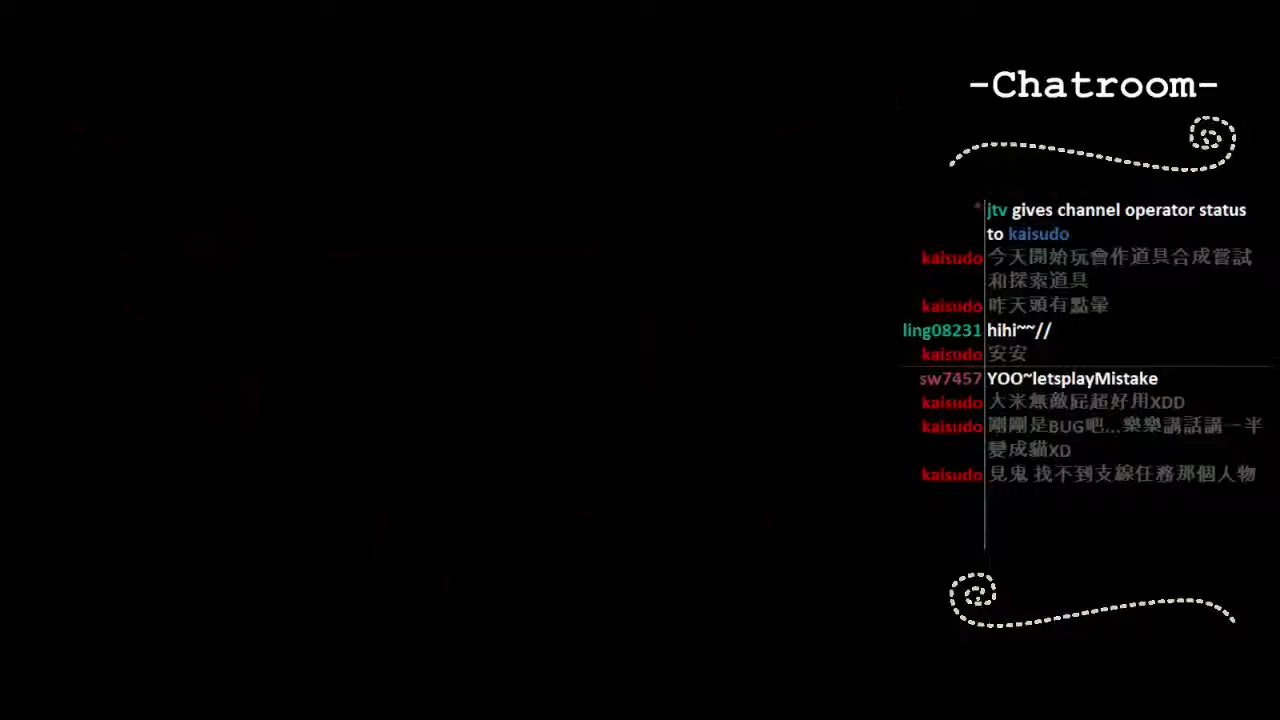 -Chatroom-
* jtv gives channel operator status
to kaisudo
kaisudo 今天開始玩會作道具合成嘗試
和探索道具
kaisudo 昨天頭有點暈
ling08231 hihi~~//
kaisudo 安安
sw7457 YOO~letsplayMistake
kaisudo 大米無敵屁超好用XDD
kaisudo 剛剛是BUG吧...樂樂講話講一半
變成貓XD
kaisudo 見鬼 找不到支線任務那個人物